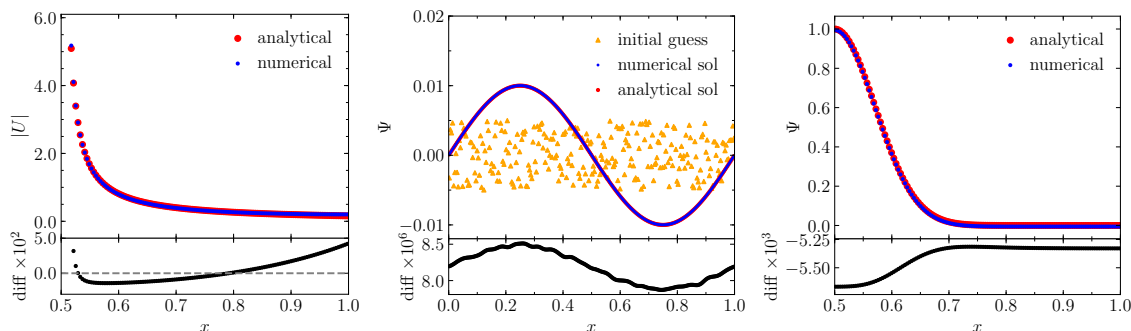 6.0
4.0
2.0
0.0
|U|
analytical
numerical
5.0
0.0
diff ×10²
0.5 0.6 0.7 0.8 0.9 1.0
x
0.02
0.01
0.00
−0.01
Ψ
initial guess
numerical sol
analytical sol
8.5
8.0
diff ×10⁶
0.0 0.2 0.4 0.6 0.8 1.0
x
1.0
0.8
0.6
0.4
0.2
0.0
Ψ
analytical
numerical
−5.25
−5.50
diff ×10³
0.5 0.6 0.7 0.8 0.9 1.0
x